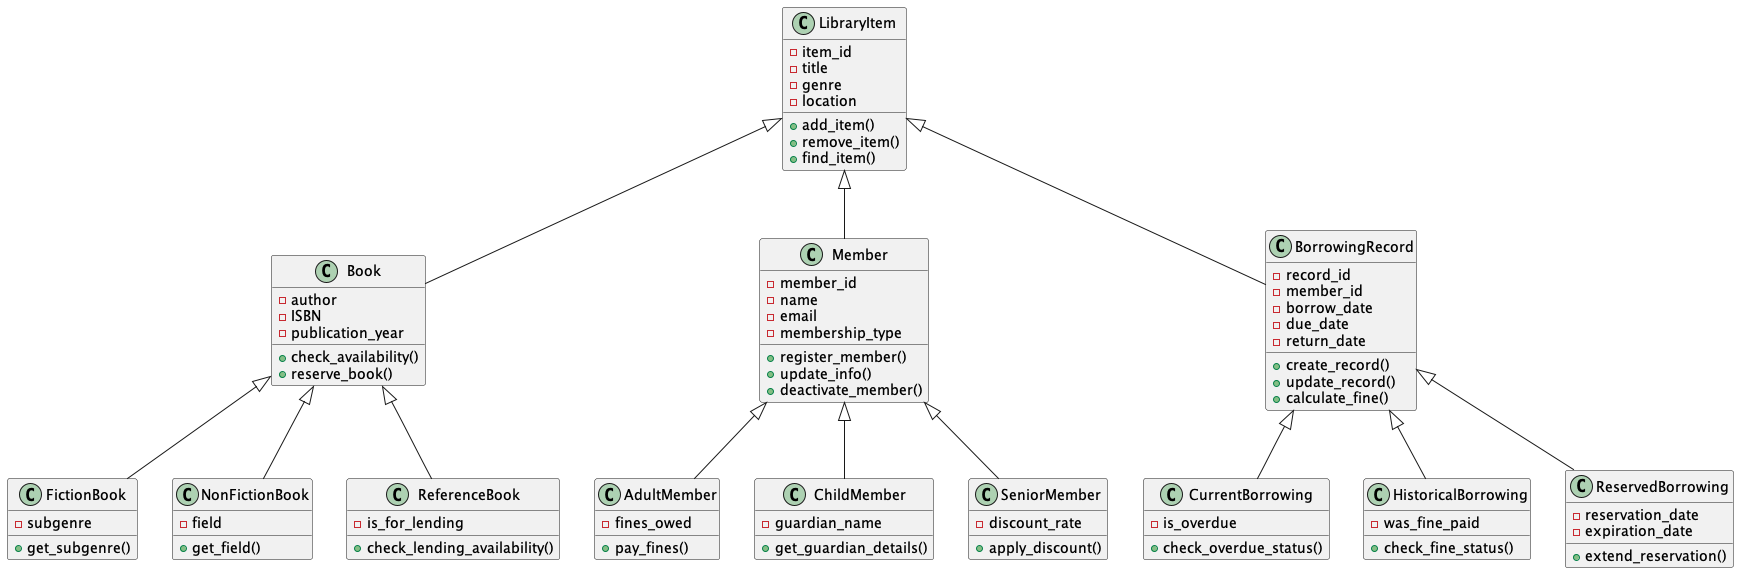 C LibraryItem
item_id
title
genre
location
add_item()
remove_item()
find_item()
C Book
author
ISBN
publication_year
check_availability()
reserve_book()
C Member
member_id
name
email
membership_type
register_member()
update_info()
deactivate_member()
C BorrowingRecord
record_id
member_id
borrow_date
due_date
return_date
create_record()
update_record()
calculate_fine()
C FictionBook
subgenre
get_subgenre()
C NonFictionBook
field
get_field()
C ReferenceBook
is_for_lending
check_lending_availability()
C AdultMember
fines_owed
pay_fines()
C ChildMember
guardian_name
get_guardian_details()
C SeniorMember
discount_rate
apply_discount()
C CurrentBorrowing
is_overdue
check_overdue_status()
C HistoricalBorrowing
was_fine_paid
check_fine_status()
C ReservedBorrowing
reservation_date
expiration_date
extend_reservation()